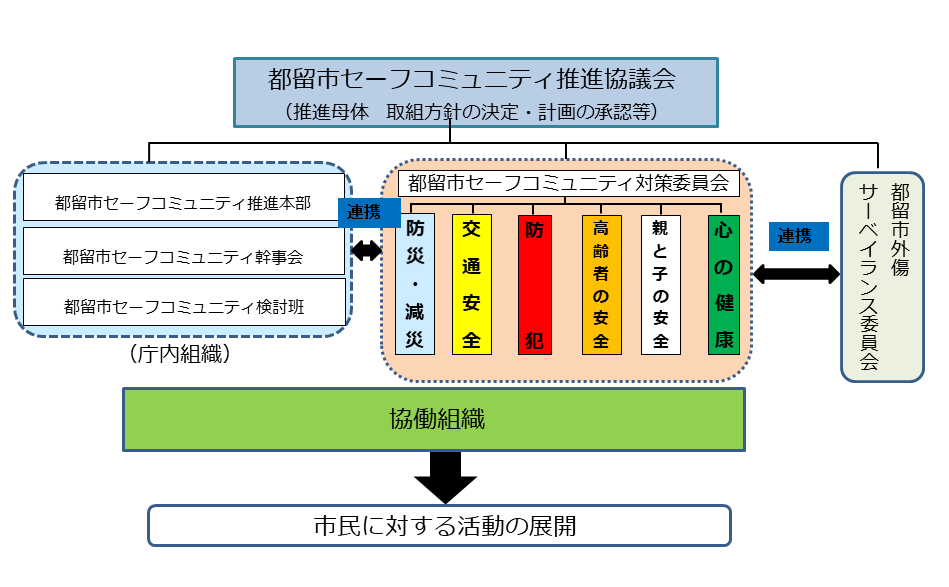 都留市セーフコミュニティ推進協議会
（推進母体　取組方針の決定・計画の承認等）
都留市セーフコミュニティ推進本部
都留市セーフコミュニティ幹事会
都留市セーフコミュニティ検討班
（庁内組織）
連携
都留市セーフコミュニティ対策委員会
防災・減災
交通安全
防犯
高齢者の安全
親と子の安全
心の健康
連携
都留市外傷
サーベイランス委員会
協働組織
市民に対する活動の展開